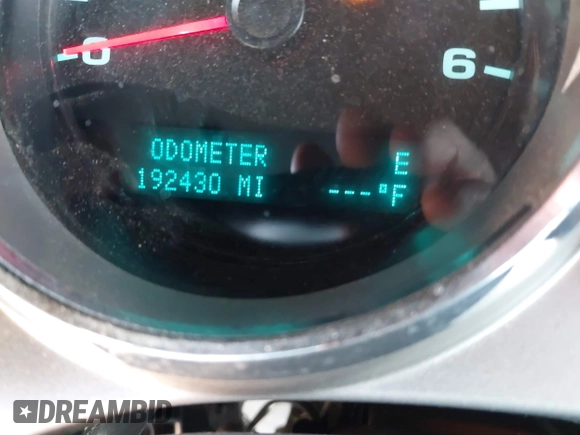 0
6
ODOMETER E
192430 MI ---°F
DREAMBID